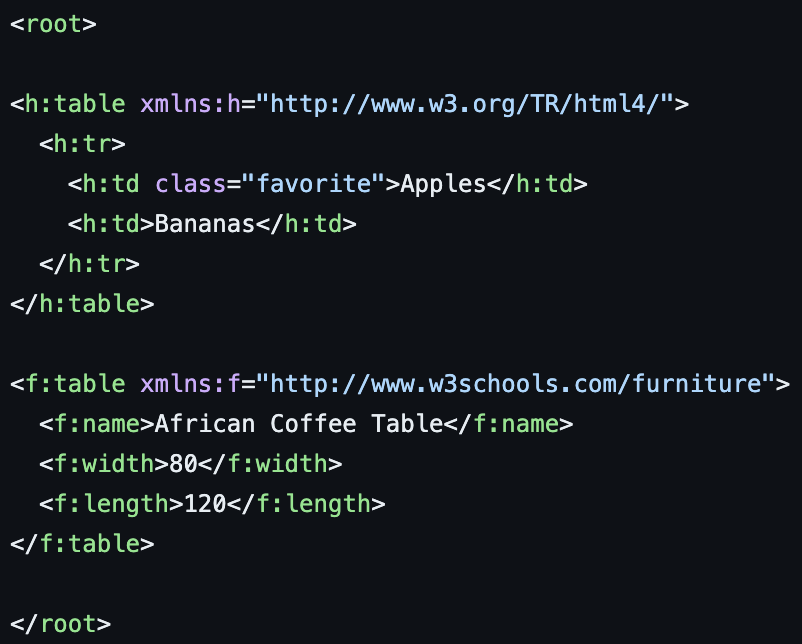 <root>
<h:table xmlns:h="http://www.w3.org/TR/html4/">
  <h:tr>
    <h:td class="favorite">Apples</h:td>
    <h:td>Bananas</h:td>
  </h:tr>
</h:table>
<f:table xmlns:f="http://www.w3schools.com/furniture">
  <f:name>African Coffee Table</f:name>
  <f:width>80</f:width>
  <f:length>120</f:length>
</f:table>
</root>